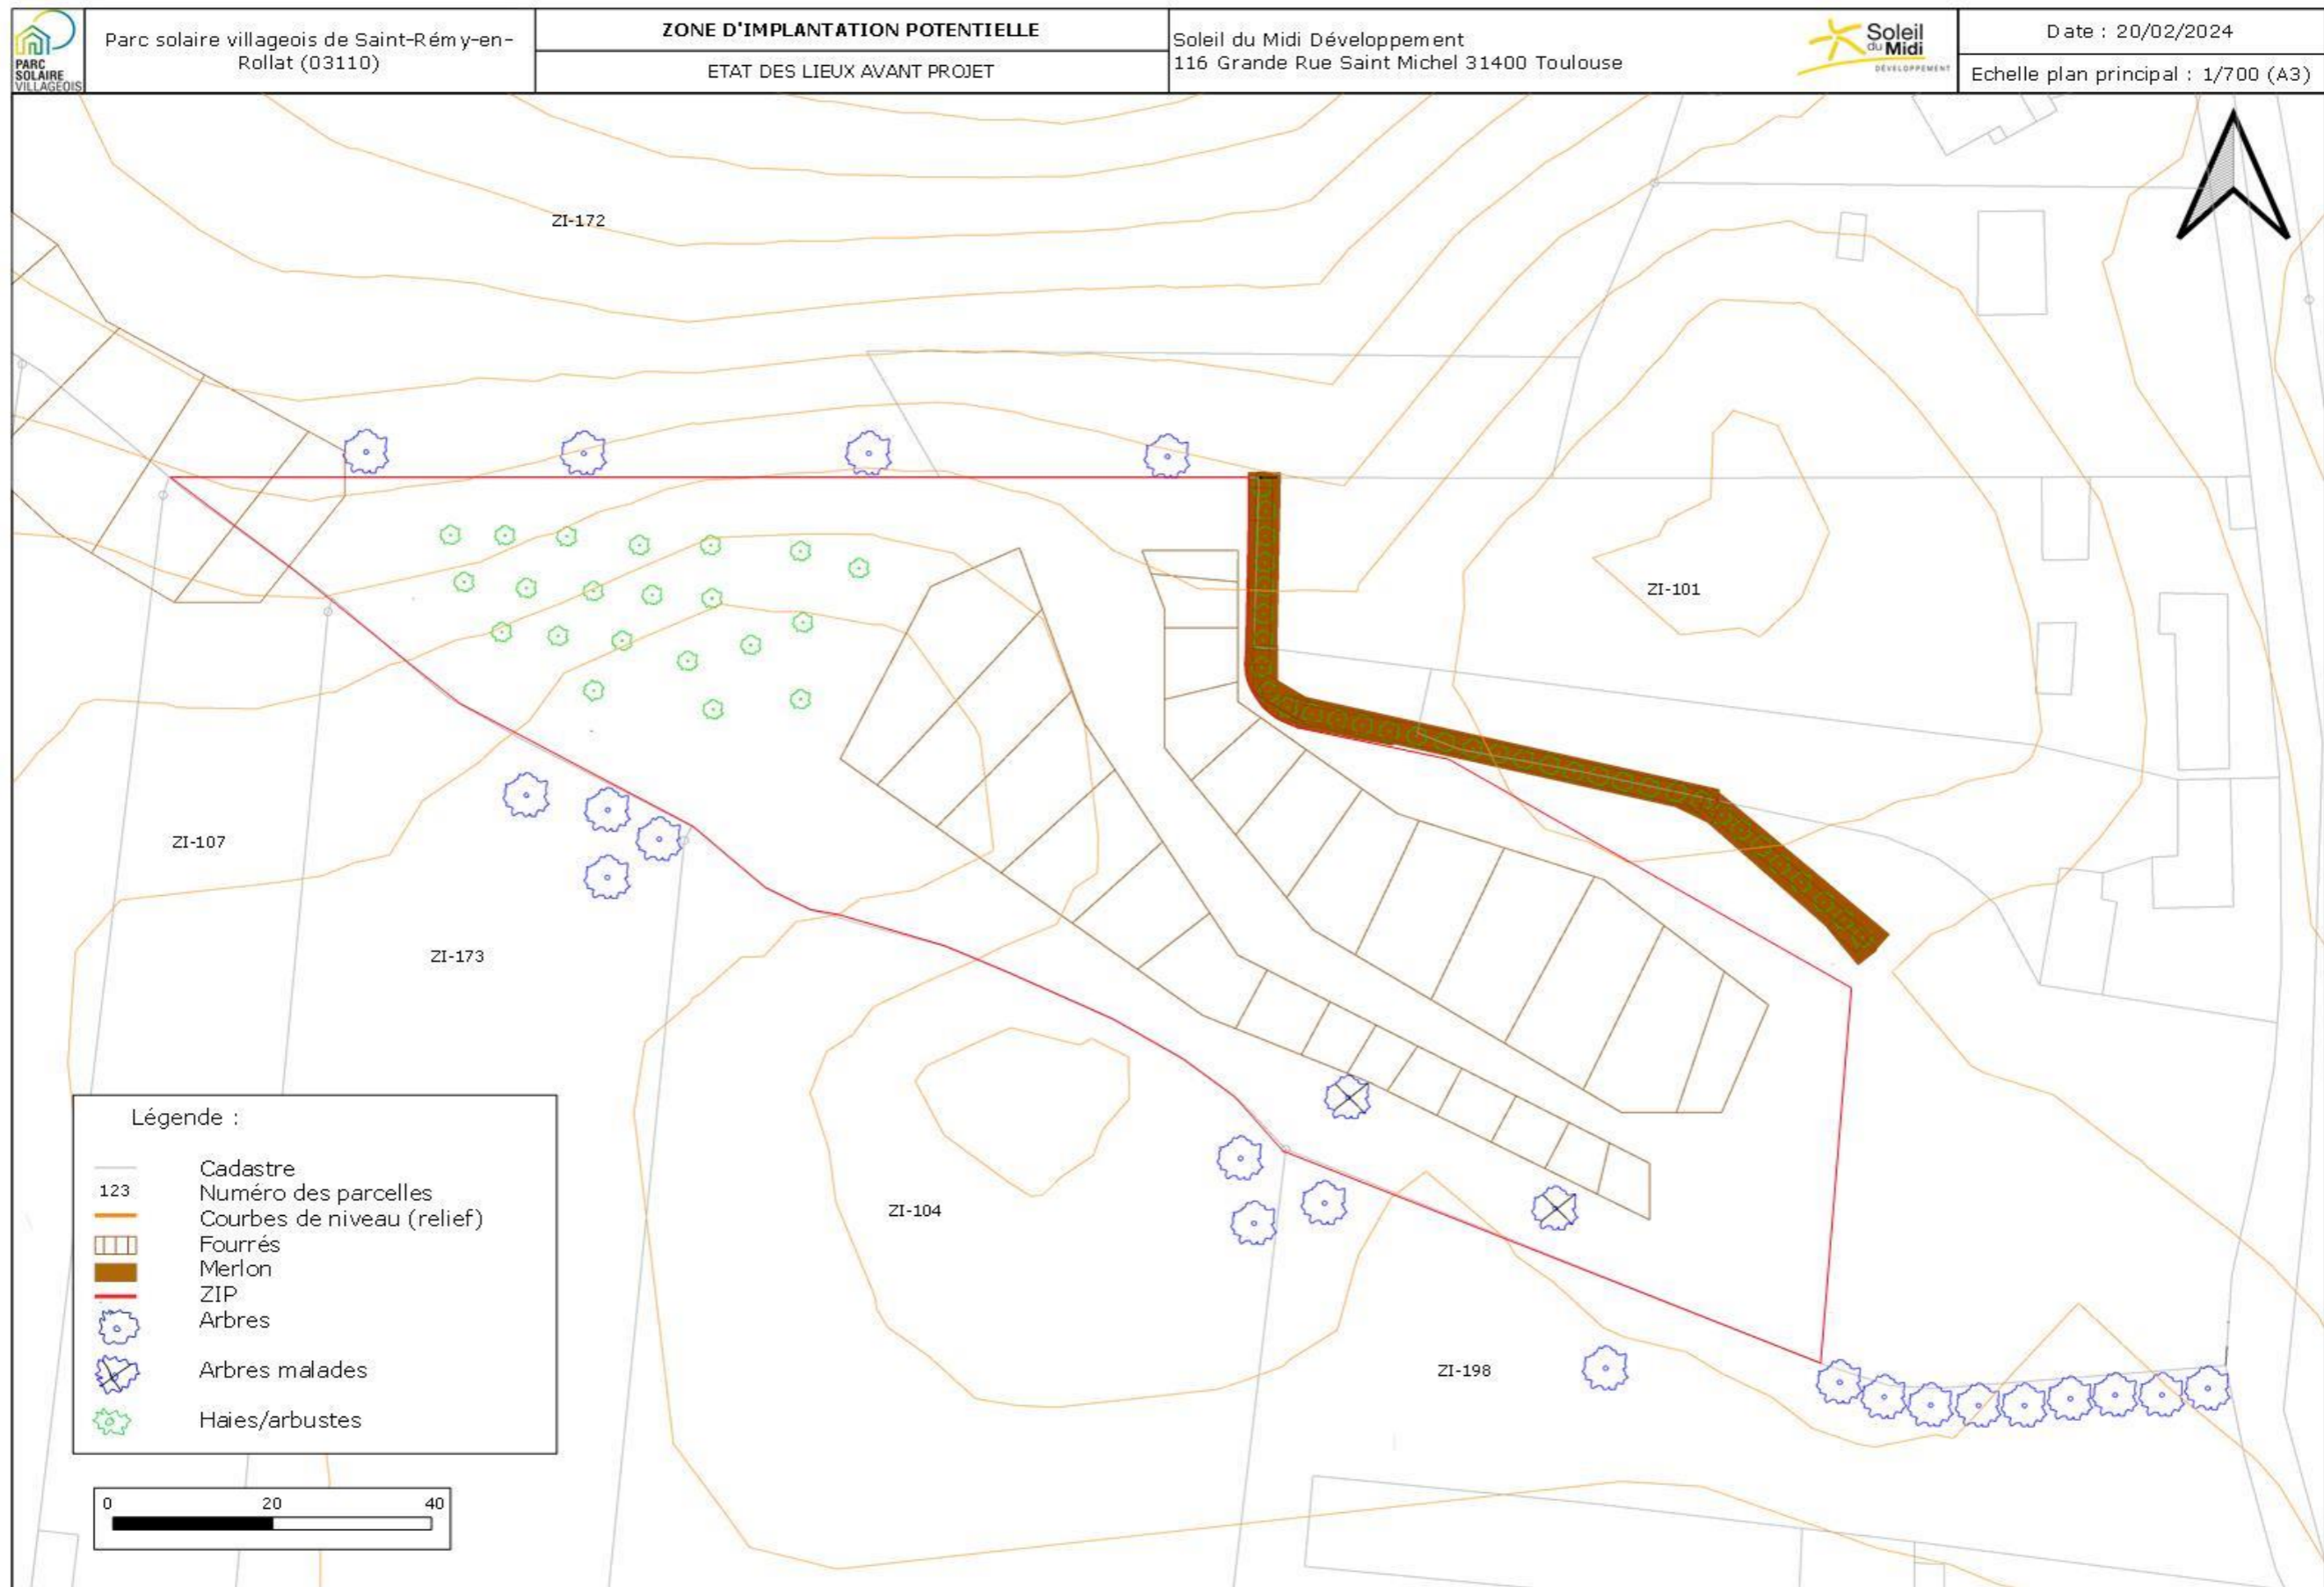 PARC
SOLAIRE
VILLAGEOIS
Parc solaire villageois de Saint-Rémy-en-
Rollat (03110)
ZONE D'IMPLANTATION POTENTIELLE
ETAT DES LIEUX AVANT PROJET
Soleil du Midi Développement
116 Grande Rue Saint Michel 31400 Toulouse
Soleil
du Midi
DÉVELOPPEMENT
Date : 20/02/2024
Echelle plan principal : 1/700 (A3)
ZI-172
ZI-101
ZI-107
ZI-173
ZI-104
ZI-198
Légende :
Cadastre
123 Numéro des parcelles
Courbes de niveau (relief)
Fourrés
Merlon
ZIP
Arbres
Arbres malades
Haies/arbustes
0 20 40